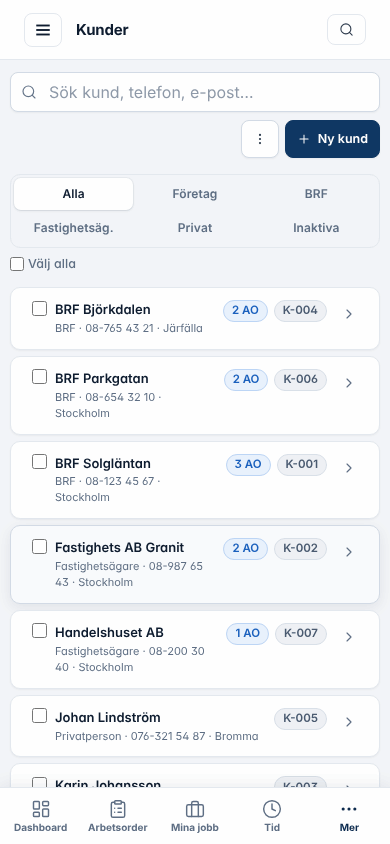 Kunder
Sök kund, telefon, e-post...
Ny kund
Alla Företag BRF
Fastighetsäg. Privat Inaktiva
Välj alla
BRF Björkdalen 2 AO K-004
BRF · 08-765 43 21 · Järfälla
BRF Parkgatan 2 AO K-006
BRF · 08-654 32 10 ·
Stockholm
BRF Solgläntan 3 AO K-001
BRF · 08-123 45 67 ·
Stockholm
Fastighets AB Granit 2 AO K-002
Fastighetsägare · 08-987 65
43 · Stockholm
Handelshuset AB 1 AO K-007
Fastighetsägare · 08-200 30
40 · Stockholm
Johan Lindström K-005
Privatperson · 076-321 54 87 · Bromma
Karin Johansson K-003
Dashboard Arbetsorder Mina jobb Tid Mer